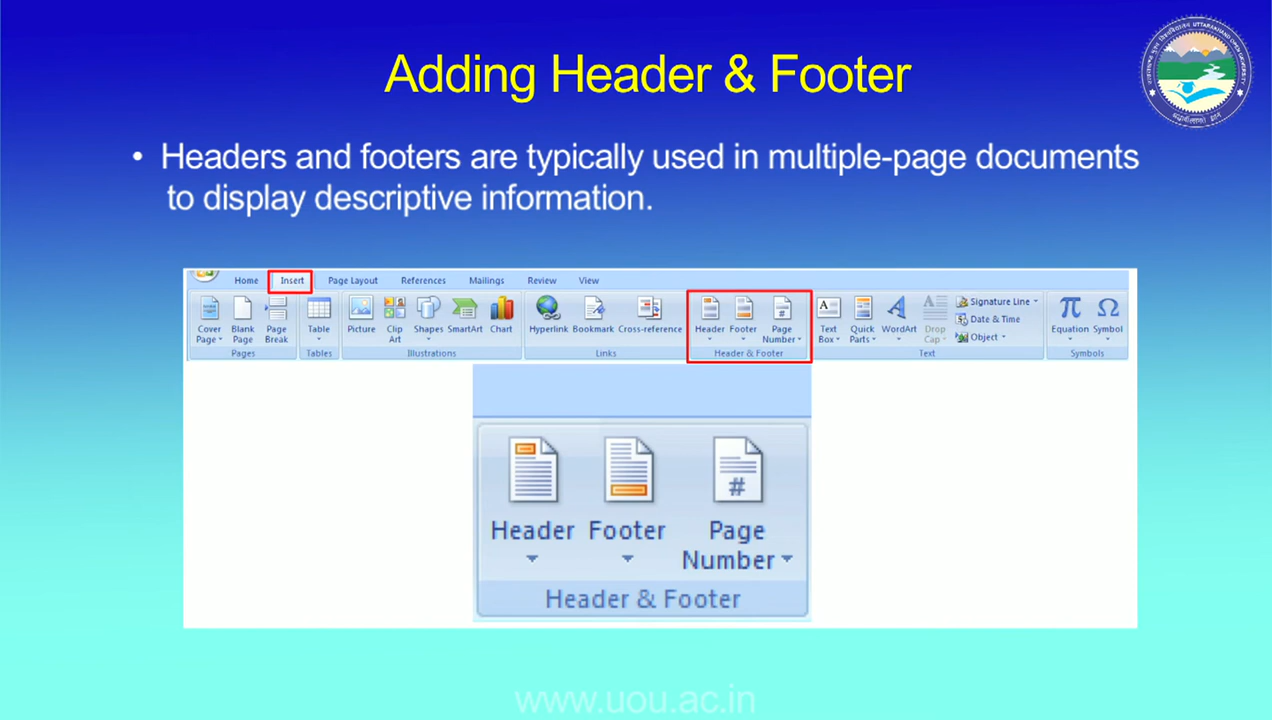 Adding Header & Footer
• Headers and footers are typically used in multiple-page documents
to display descriptive information.
Home Insert Page Layout References Mailings Review View
Cover Page Blank Page Page Break
Pages
Table
Tables
Picture Clip Art Shapes SmartArt Chart
Illustrations
Hyperlink Bookmark Cross-reference
Links
Header Footer Page Number
Header & Footer
Text Box Quick Parts WordArt Drop Cap
Signature Line
Date & Time
Object
Text
Equation Symbol
Symbols
Header Footer Page
Number
Header & Footer
www.uou.ac.in